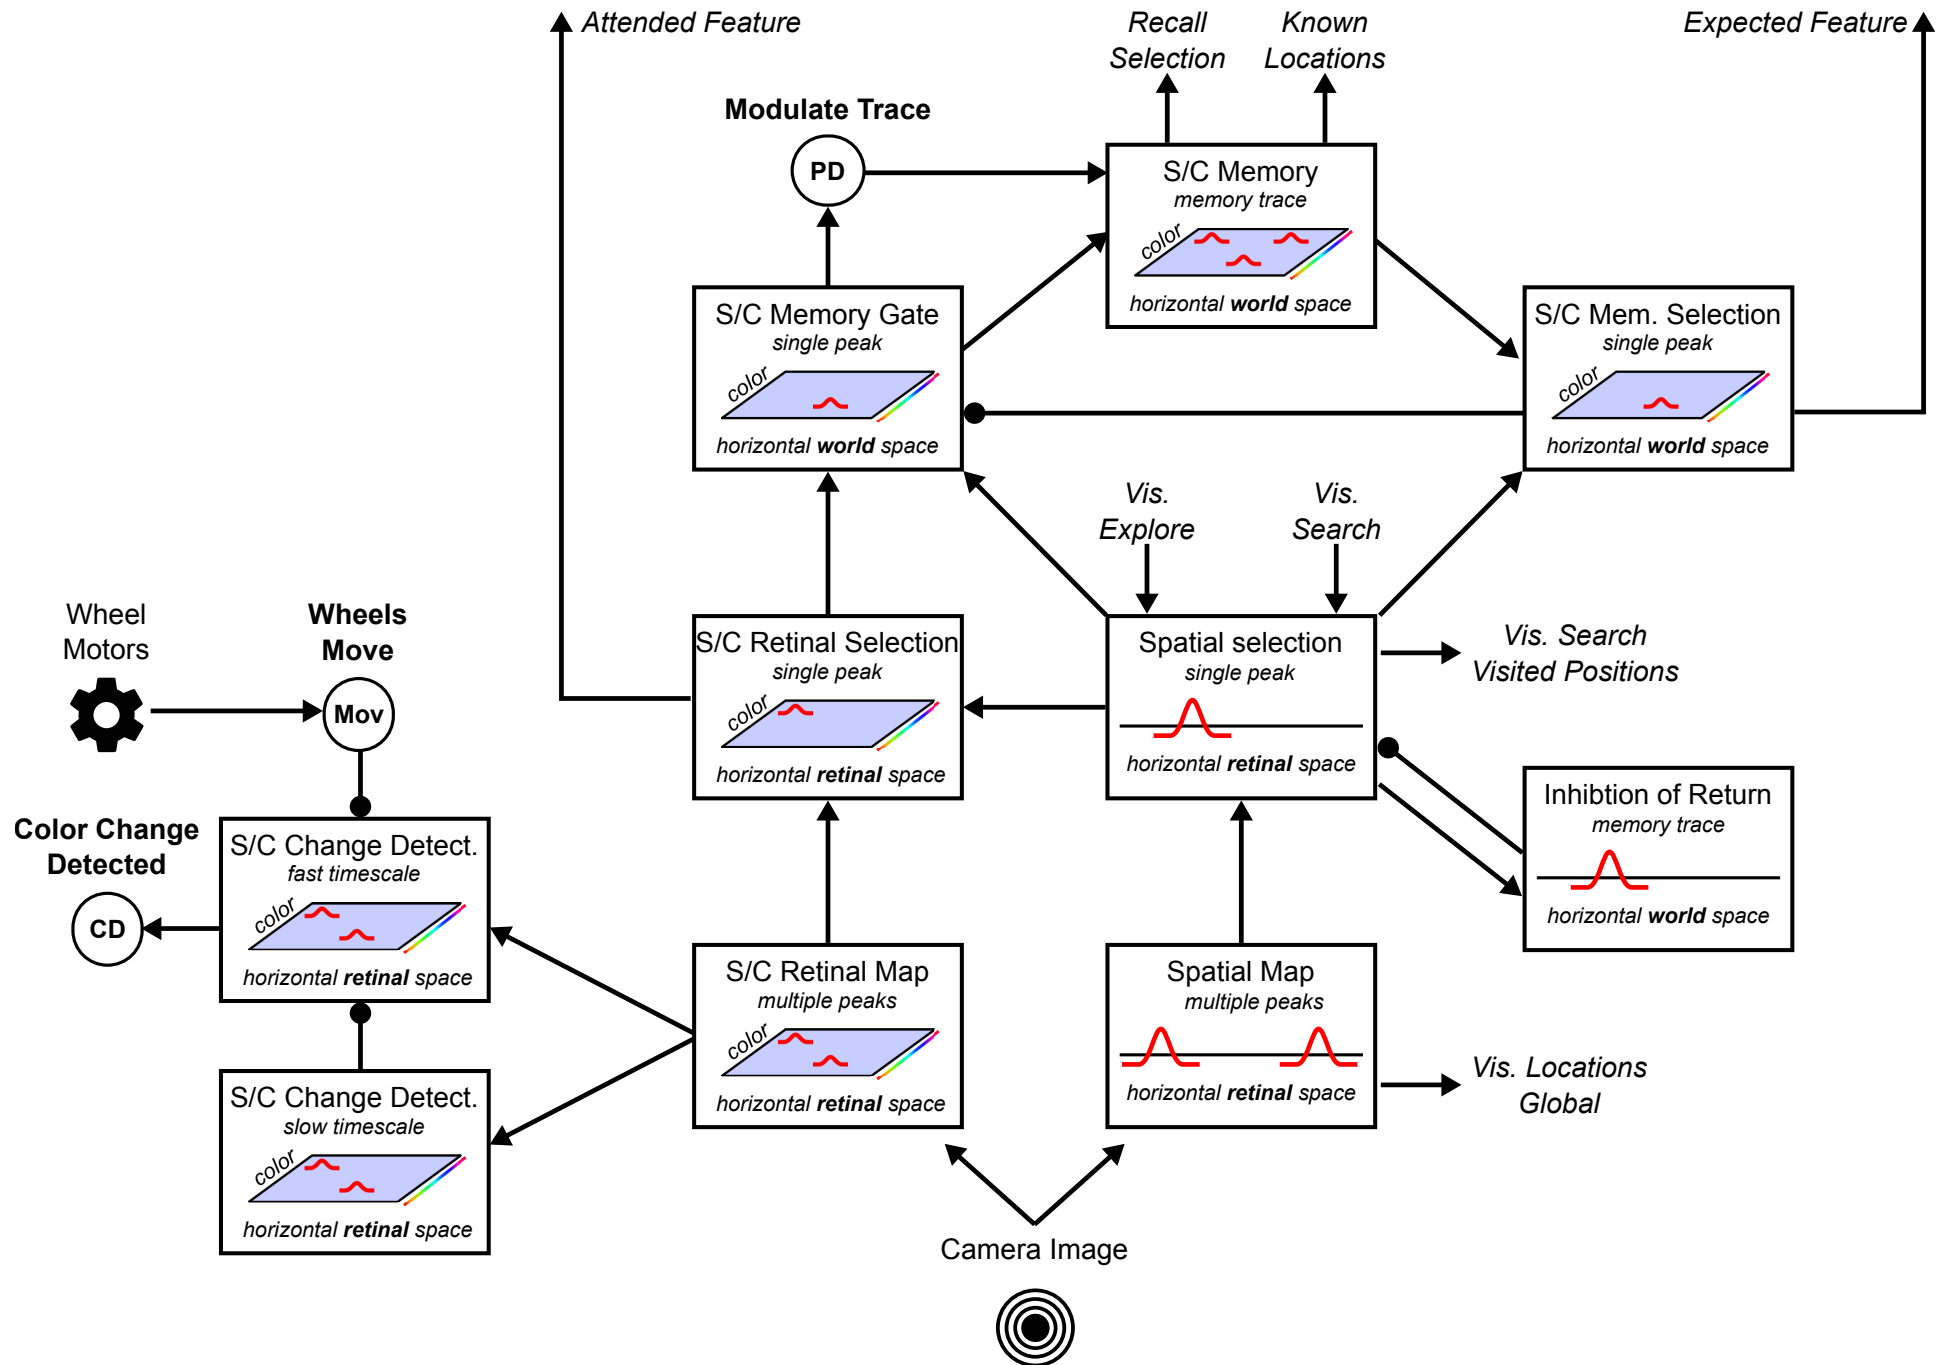 Attended Feature
Recall
Selection
Known
Locations
Expected Feature
Modulate Trace
PD
S/C Memory
memory trace
color
horizontal world space
S/C Memory Gate
single peak
color
horizontal world space
S/C Mem. Selection
single peak
color
horizontal world space
Vis.
Explore
Vis.
Search
Wheel
Motors
Wheels
Move
Mov
S/C Retinal Selection
single peak
color
horizontal retinal space
Spatial selection
single peak
horizontal retinal space
Vis. Search
Visited Positions
Inhibtion of Return
memory trace
horizontal world space
Color Change
Detected
CD
S/C Change Detect.
fast timescale
color
horizontal retinal space
S/C Retinal Map
multiple peaks
color
horizontal retinal space
Spatial Map
multiple peaks
horizontal retinal space
Vis. Locations
Global
S/C Change Detect.
slow timescale
color
horizontal retinal space
Camera Image